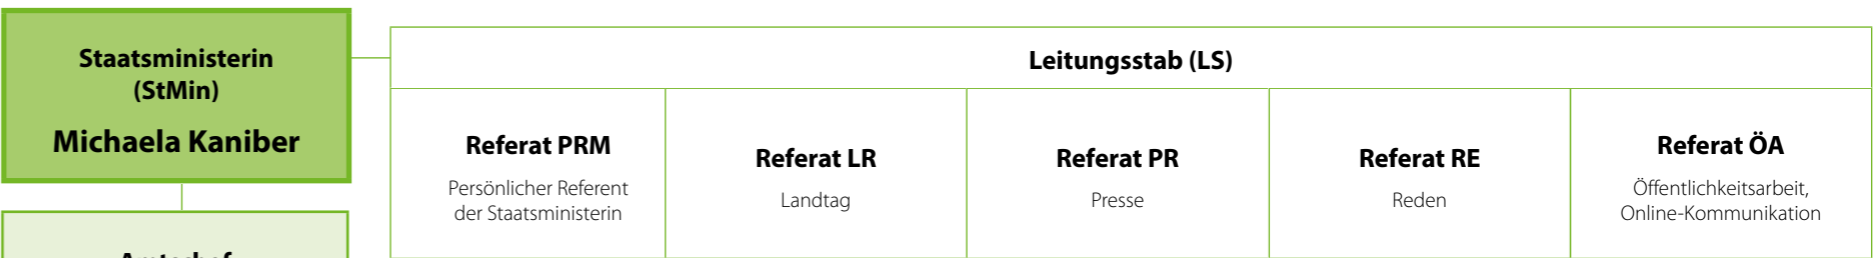 Staatsministerin
(StMin)
Michaela Kaniber
Leitungsstab (LS)
Referat PRM
Persönlicher Referent
der Staatsministerin
Referat LR
Landtag
Referat PR
Presse
Referat RE
Reden
Referat ÖA
Öffentlichkeitsarbeit,
Online-Kommunikation